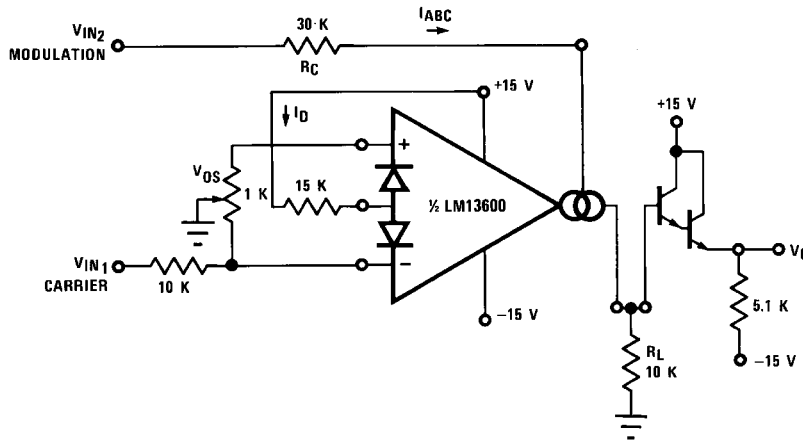 VIN2
MODULATION
30 K
RC
IABC
+15 V
ID
+15 V
VOS
1 K
15 K
+
½ LM13600
VIN1
CARRIER
10 K
−
−15 V
RL
10 K
5.1 K
−15 V